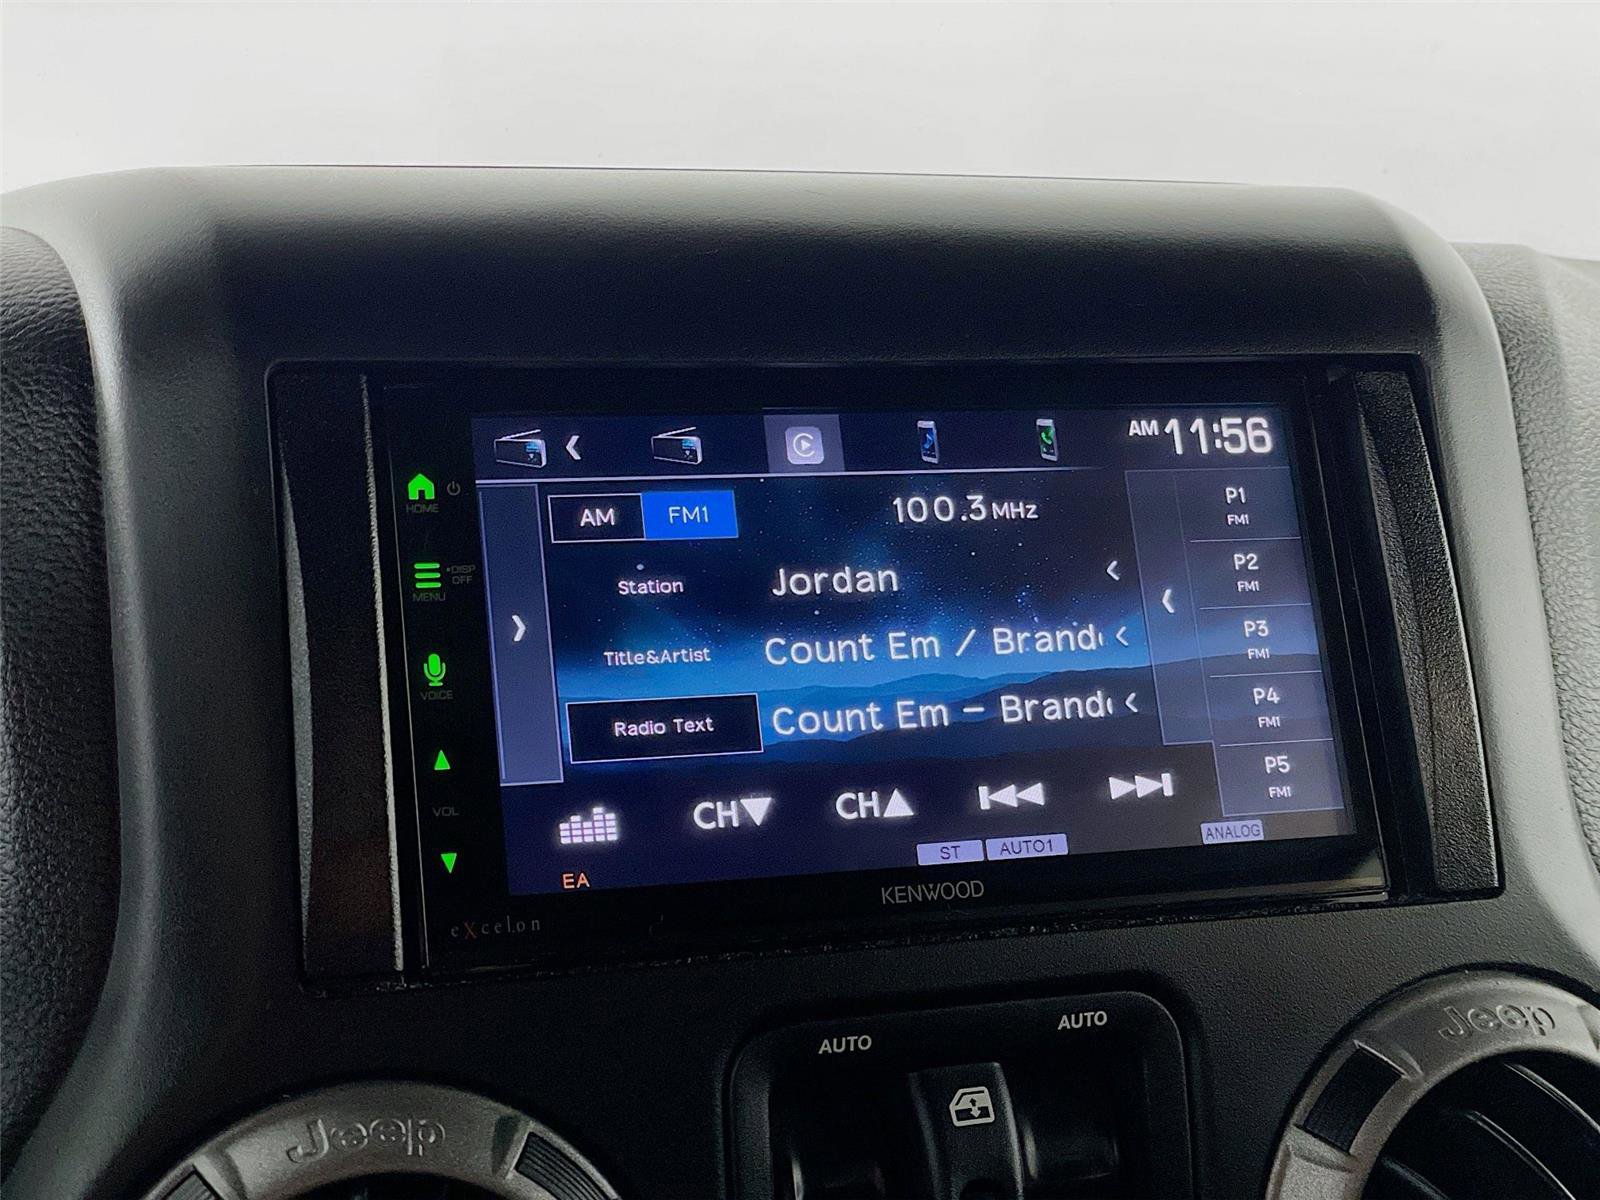 AM 11:56
HOME
AM FM1
100.3 MHz
P1
FM1
•DISP
OFF
MENU
Station
Jordan
P2
FM1
Title&Artist
Count Em / Brand
P3
FM1
VOICE
Radio Text
Count Em - Brand
P4
FM1
P5
FM1
VOL
CH▼
CH▲
ST
AUTO1
ANALOG
EA
KENWOOD
eXcelon
AUTO
AUTO
Jeep
Jeep